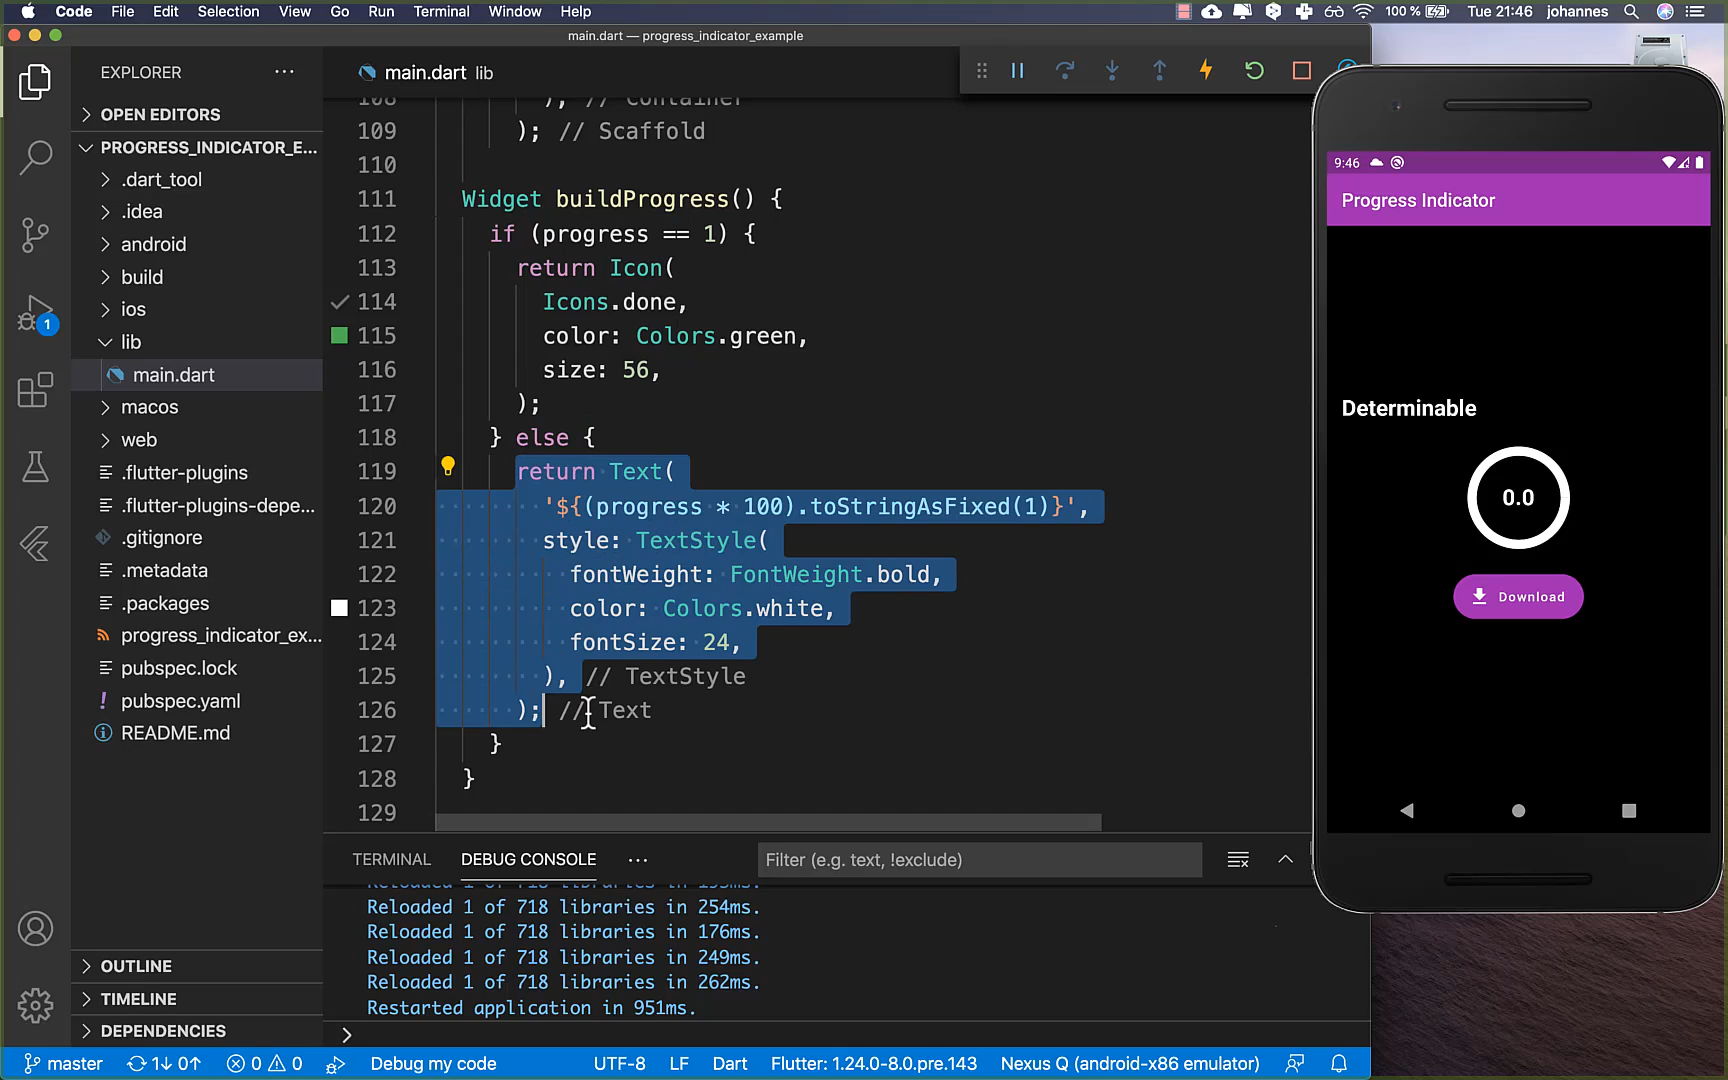 Code File Edit Selection View Go Run Terminal Window Help 100 % Tue 21:46 johannes
main.dart — progress_indicator_example
EXPLORER
OPEN EDITORS
PROGRESS_INDICATOR_E...
.dart_tool
.idea
android
build
ios
lib
main.dart
macos
web
.flutter-plugins
.flutter-plugins-depe...
.gitignore
.metadata
.packages
progress_indicator_ex...
pubspec.lock
pubspec.yaml
README.md
OUTLINE
TIMELINE
DEPENDENCIES
1
main.dart lib
108 ), // Container
109 ); // Scaffold
110
111 Widget buildProgress() {
112 if (progress == 1) {
113 return Icon(
114 Icons.done,
115 color: Colors.green,
116 size: 56,
117 );
118 } else {
119 return Text(
120 '${(progress * 100).toStringAsFixed(1)}',
121 style: TextStyle(
122 fontWeight: FontWeight.bold,
123 color: Colors.white,
124 fontSize: 24,
125 ), // TextStyle
126 ); // Text
127 }
128 }
129
TERMINAL DEBUG CONSOLE Filter (e.g. text, !exclude)
Reloaded 1 of 718 libraries in 254ms.
Reloaded 1 of 718 libraries in 176ms.
Reloaded 1 of 718 libraries in 249ms.
Reloaded 1 of 718 libraries in 262ms.
Restarted application in 951ms.
master 1↓ 0↑ 0 0 Debug my code UTF-8 LF Dart Flutter: 1.24.0-8.0.pre.143 Nexus Q (android-x86 emulator)
9:46
Progress Indicator
Determinable
0.0
Download